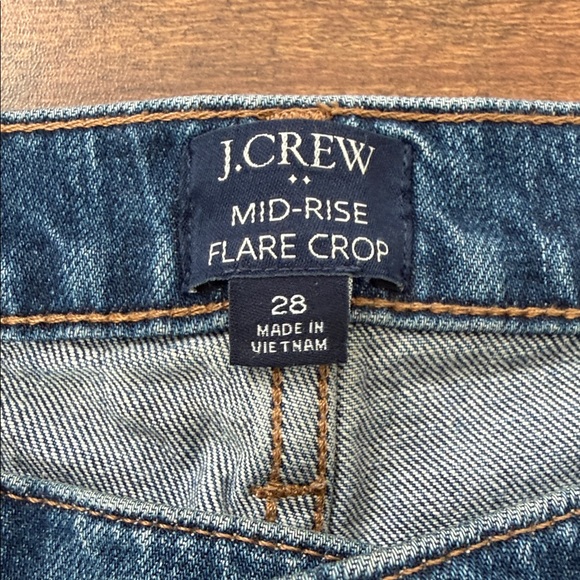 J.CREW
MID-RISE
FLARE CROP
28
MADE IN
VIETNAM